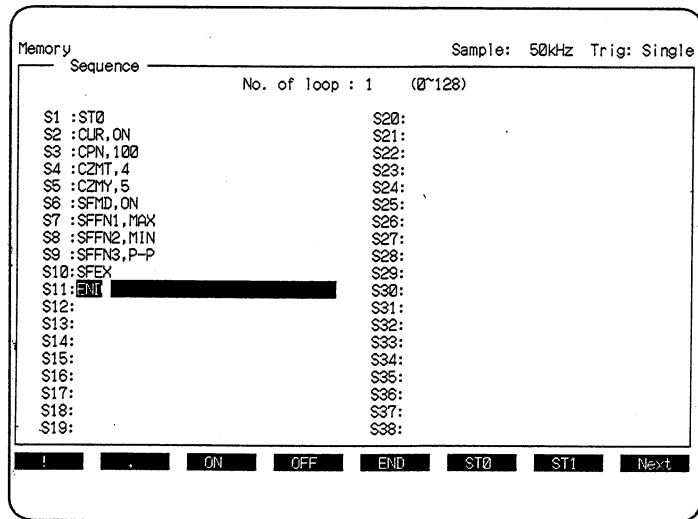 Memory Sample: 50kHz Trig: Single
Sequence
No. of loop : 1 (0~128)
S1 :ST0
S2 :CUR,ON
S3 :CPN,100
S4 :CZMT,4
S5 :CZMY,5
S6 :SFMD,ON
S7 :SFFN1,MAX
S8 :SFFN2,MIN
S9 :SFFN3,P-P
S10:SFEX
S11:END
S12:
S13:
S14:
S15:
S16:
S17:
S18:
S19:
S20:
S21:
S22:
S23:
S24:
S25:
S26:
S27:
S28:
S29:
S30:
S31:
S32:
S33:
S34:
S35:
S36:
S37:
S38:
! . ON OFF END ST0 ST1 Next